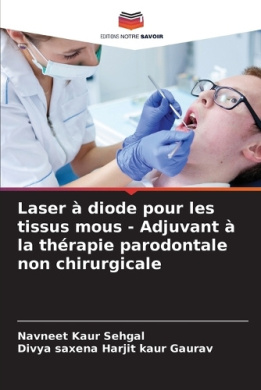 ÉDITIONS NOTRE SAVOIR
Laser à diode pour les
tissus mous - Adjuvant à
la thérapie parodontale
non chirurgicale
Navneet Kaur Sehgal
Divya saxena Harjit kaur Gaurav